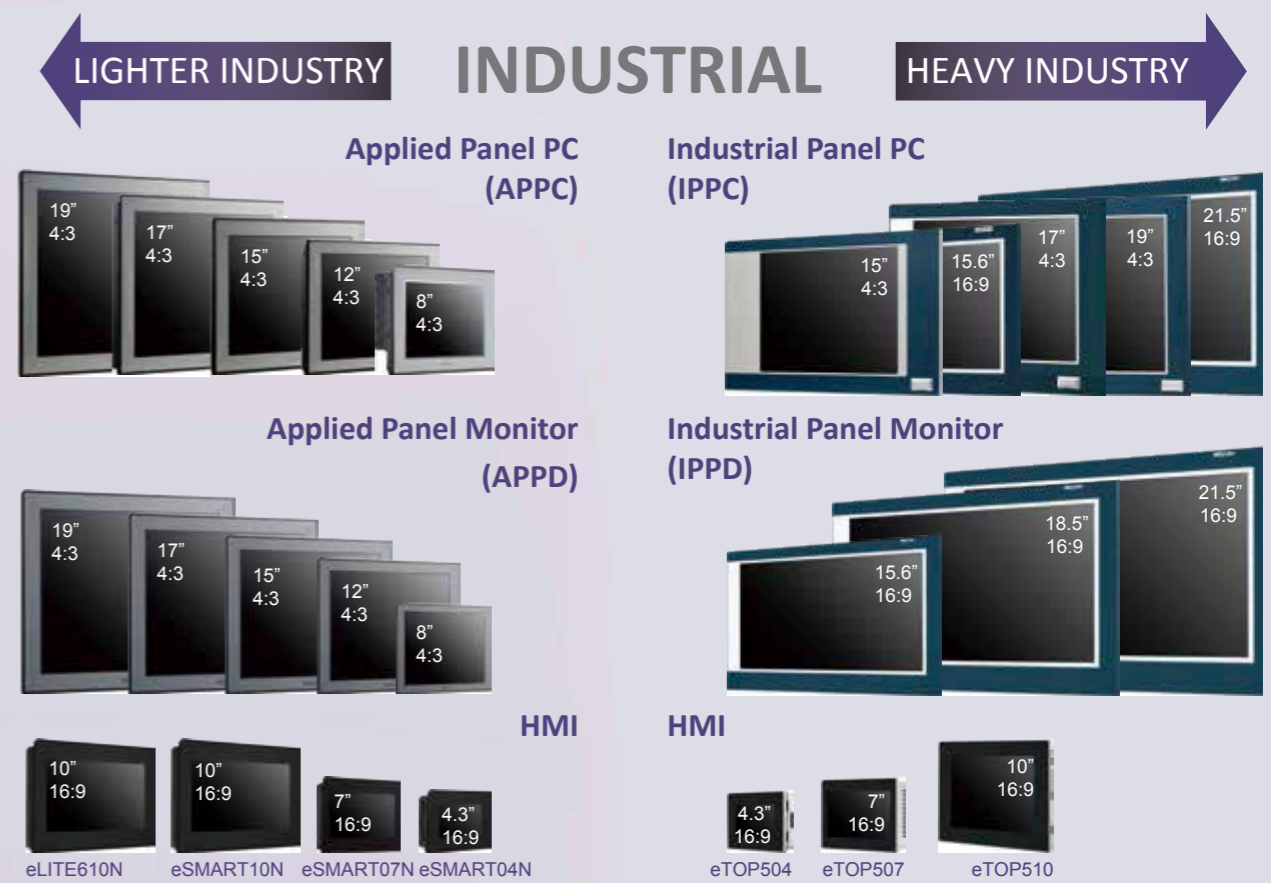 LIGHTER INDUSTRY
INDUSTRIAL
HEAVY INDUSTRY
Applied Panel PC
(APPC)
19”
4:3
17”
4:3
15”
4:3
12”
4:3
8”
4:3
Industrial Panel PC
(IPPC)
15”
4:3
15.6”
16:9
17”
4:3
19”
4:3
21.5”
16:9
Applied Panel Monitor
(APPD)
19”
4:3
17”
4:3
15”
4:3
12”
4:3
8”
4:3
Industrial Panel Monitor
(IPPD)
15.6”
16:9
18.5”
16:9
21.5”
16:9
HMI
10”
16:9
10”
16:9
7”
16:9
4.3”
16:9
eLITE610N
eSMART10N
eSMART07N
eSMART04N
HMI
4.3”
16:9
7”
16:9
10”
16:9
eTOP504
eTOP507
eTOP510